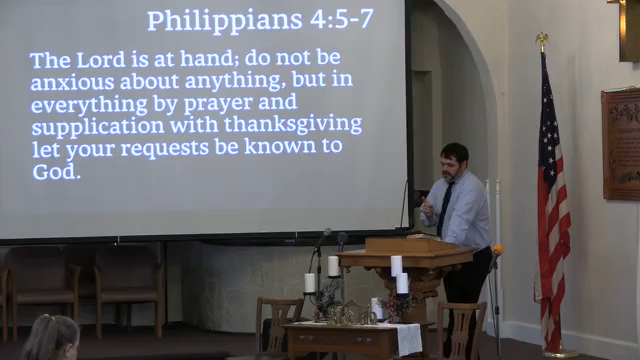 Philippians 4:5-7
The Lord is at hand; do not be
anxious about anything, but in
everything by prayer and
supplication with thanksgiving
let your requests be known to
God.